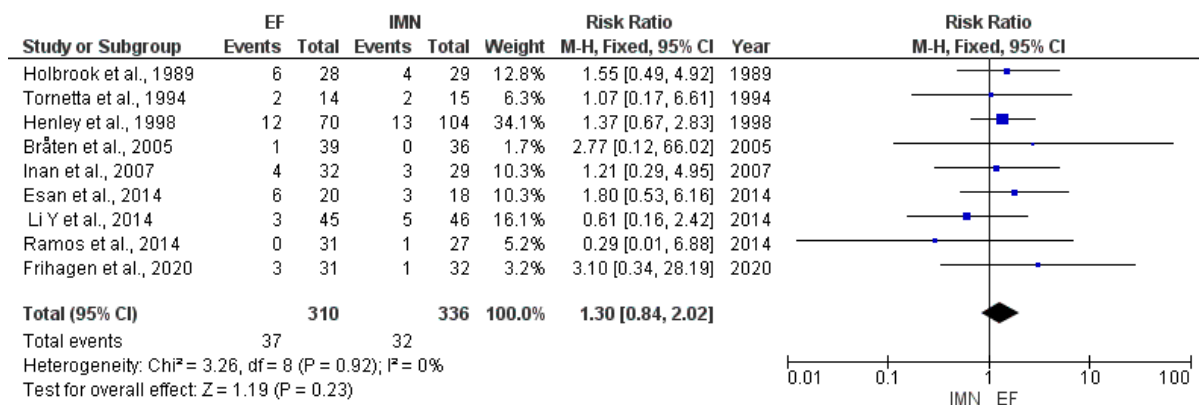 EF IMN Risk Ratio Risk Ratio
Study or Subgroup Events Total Events Total Weight M-H, Fixed, 95% CI Year M-H, Fixed, 95% CI
Holbrook et al., 1989 6 28 4 29 12.8% 1.55 [0.49, 4.92] 1989
Tornetta et al., 1994 2 14 2 15 6.3% 1.07 [0.17, 6.61] 1994
Henley et al., 1998 12 70 13 104 34.1% 1.37 [0.67, 2.83] 1998
Bråten et al., 2005 1 39 0 36 1.7% 2.77 [0.12, 66.02] 2005
Inan et al., 2007 4 32 3 29 10.3% 1.21 [0.29, 4.95] 2007
Esan et al., 2014 6 20 3 18 10.3% 1.80 [0.53, 6.16] 2014
Li Y et al., 2014 3 45 5 46 16.1% 0.61 [0.16, 2.42] 2014
Ramos et al., 2014 0 31 1 27 5.2% 0.29 [0.01, 6.88] 2014
Frihagen et al., 2020 3 31 1 32 3.2% 3.10 [0.34, 28.19] 2020
Total (95% CI) 310 336 100.0% 1.30 [0.84, 2.02]
Total events 37 32
Heterogeneity: Chi² = 3.26, df = 8 (P = 0.92); I² = 0%
Test for overall effect: Z = 1.19 (P = 0.23)
0.01 0.1 1 10 100
IMN EF